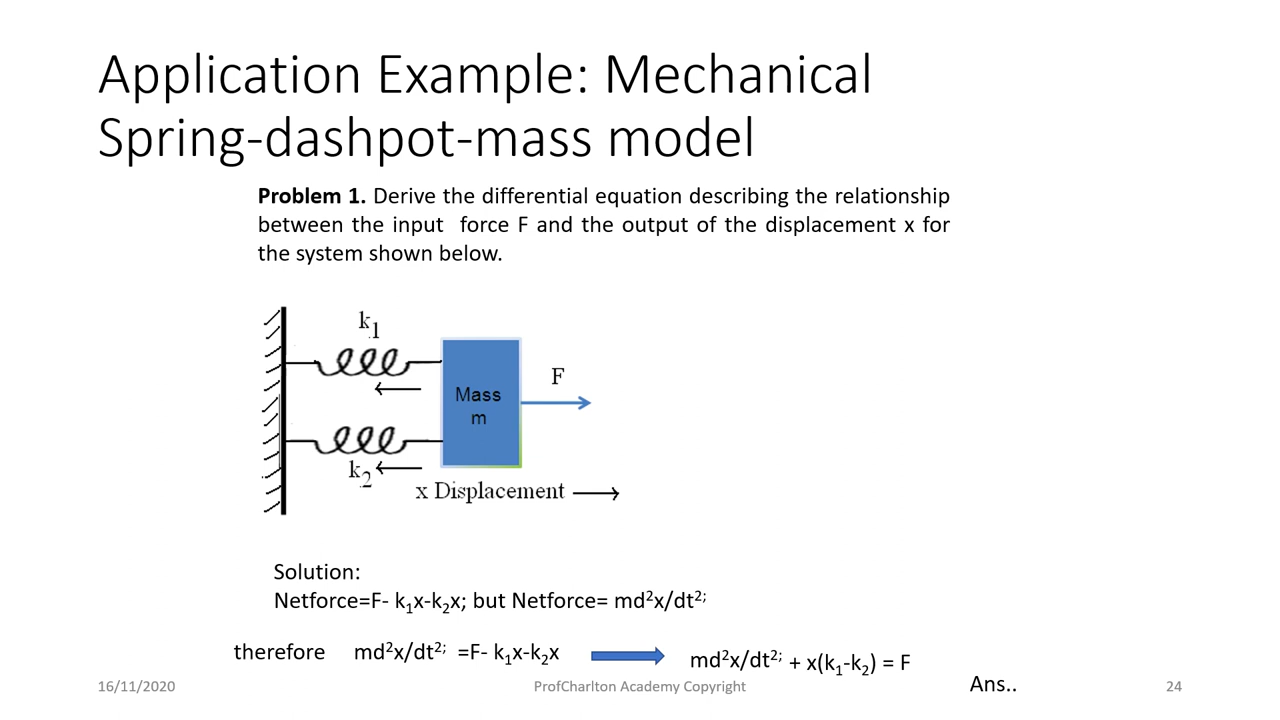 Application Example: Mechanical
Spring-dashpot-mass model
Problem 1. Derive the differential equation describing the relationship
between the input force F and the output of the displacement x for
the system shown below.
k₁
Mass
m
F
k₂
x Displacement
Solution:
Netforce=F- k₁x-k₂x; but Netforce= md²x/dt²;
therefore md²x/dt²; =F- k₁x-k₂x md²x/dt²; + x(k₁-k₂) = F
Ans..
16/11/2020
ProfCharlton Academy Copyright
24